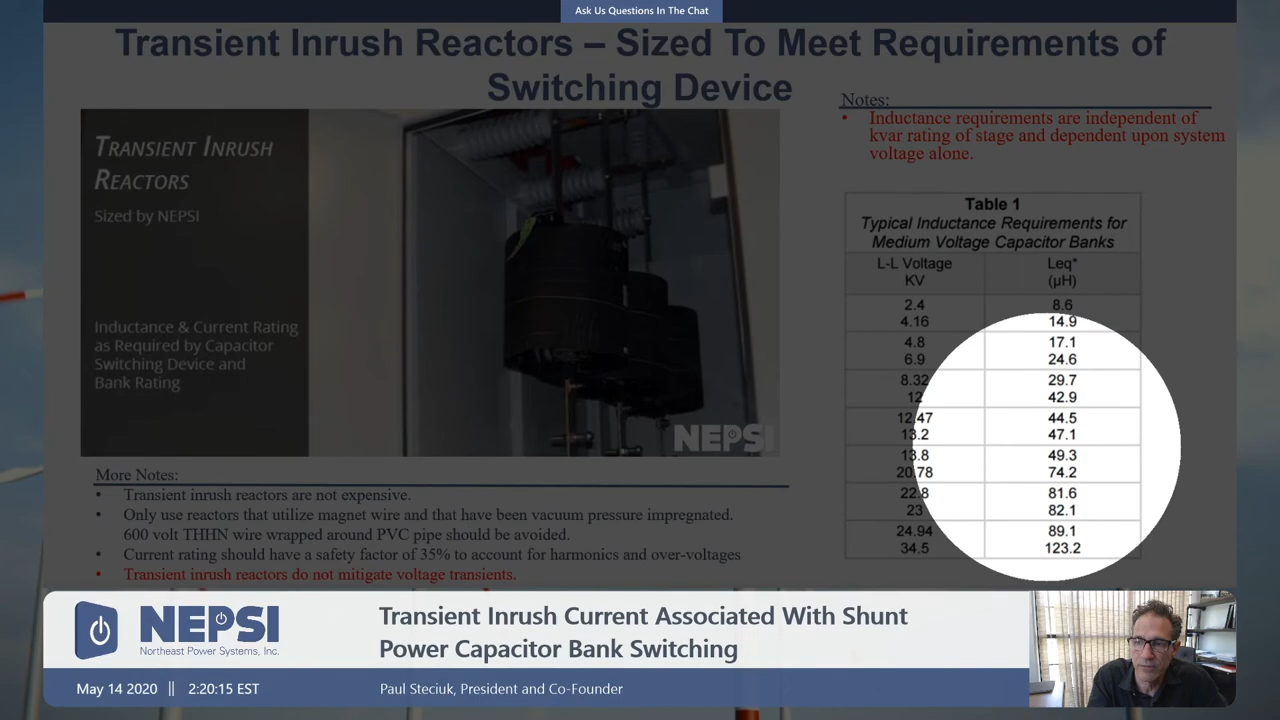 Ask Us Questions In The Chat
Transient Inrush Reactors – Sized To Meet Requirements of
Switching Device
TRANSIENT INRUSH
REACTORS
Sized by NEPSI
Inductance & Current Rating
as Required by Capacitor
Switching Device and
Bank Rating
NEPSI
Notes:
• Inductance requirements are independent of
kvar rating of stage and dependent upon system
voltage alone.
Table 1
Typical Inductance Requirements for
Medium Voltage Capacitor Banks
L-L Voltage Leq*
KV (µH)
2.4 8.6
4.16 14.9
4.8 17.1
6.9 24.6
8.32 29.7
12 42.9
12.47 44.5
13.2 47.1
13.8 49.3
20.78 74.2
22.8 81.6
23 82.1
24.94 89.1
34.5 123.2
More Notes:
• Transient inrush reactors are not expensive.
• Only use reactors that utilize magnet wire and that have been vacuum pressure impregnated.
600 volt THHN wire wrapped around PVC pipe should be avoided.
• Current rating should have a safety factor of 35% to account for harmonics and over-voltages
• Transient inrush reactors do not mitigate voltage transients.
NEPSI
Northeast Power Systems, Inc.
Transient Inrush Current Associated With Shunt
Power Capacitor Bank Switching
May 14 2020 || 2:20:15 EST
Paul Steciuk, President and Co-Founder